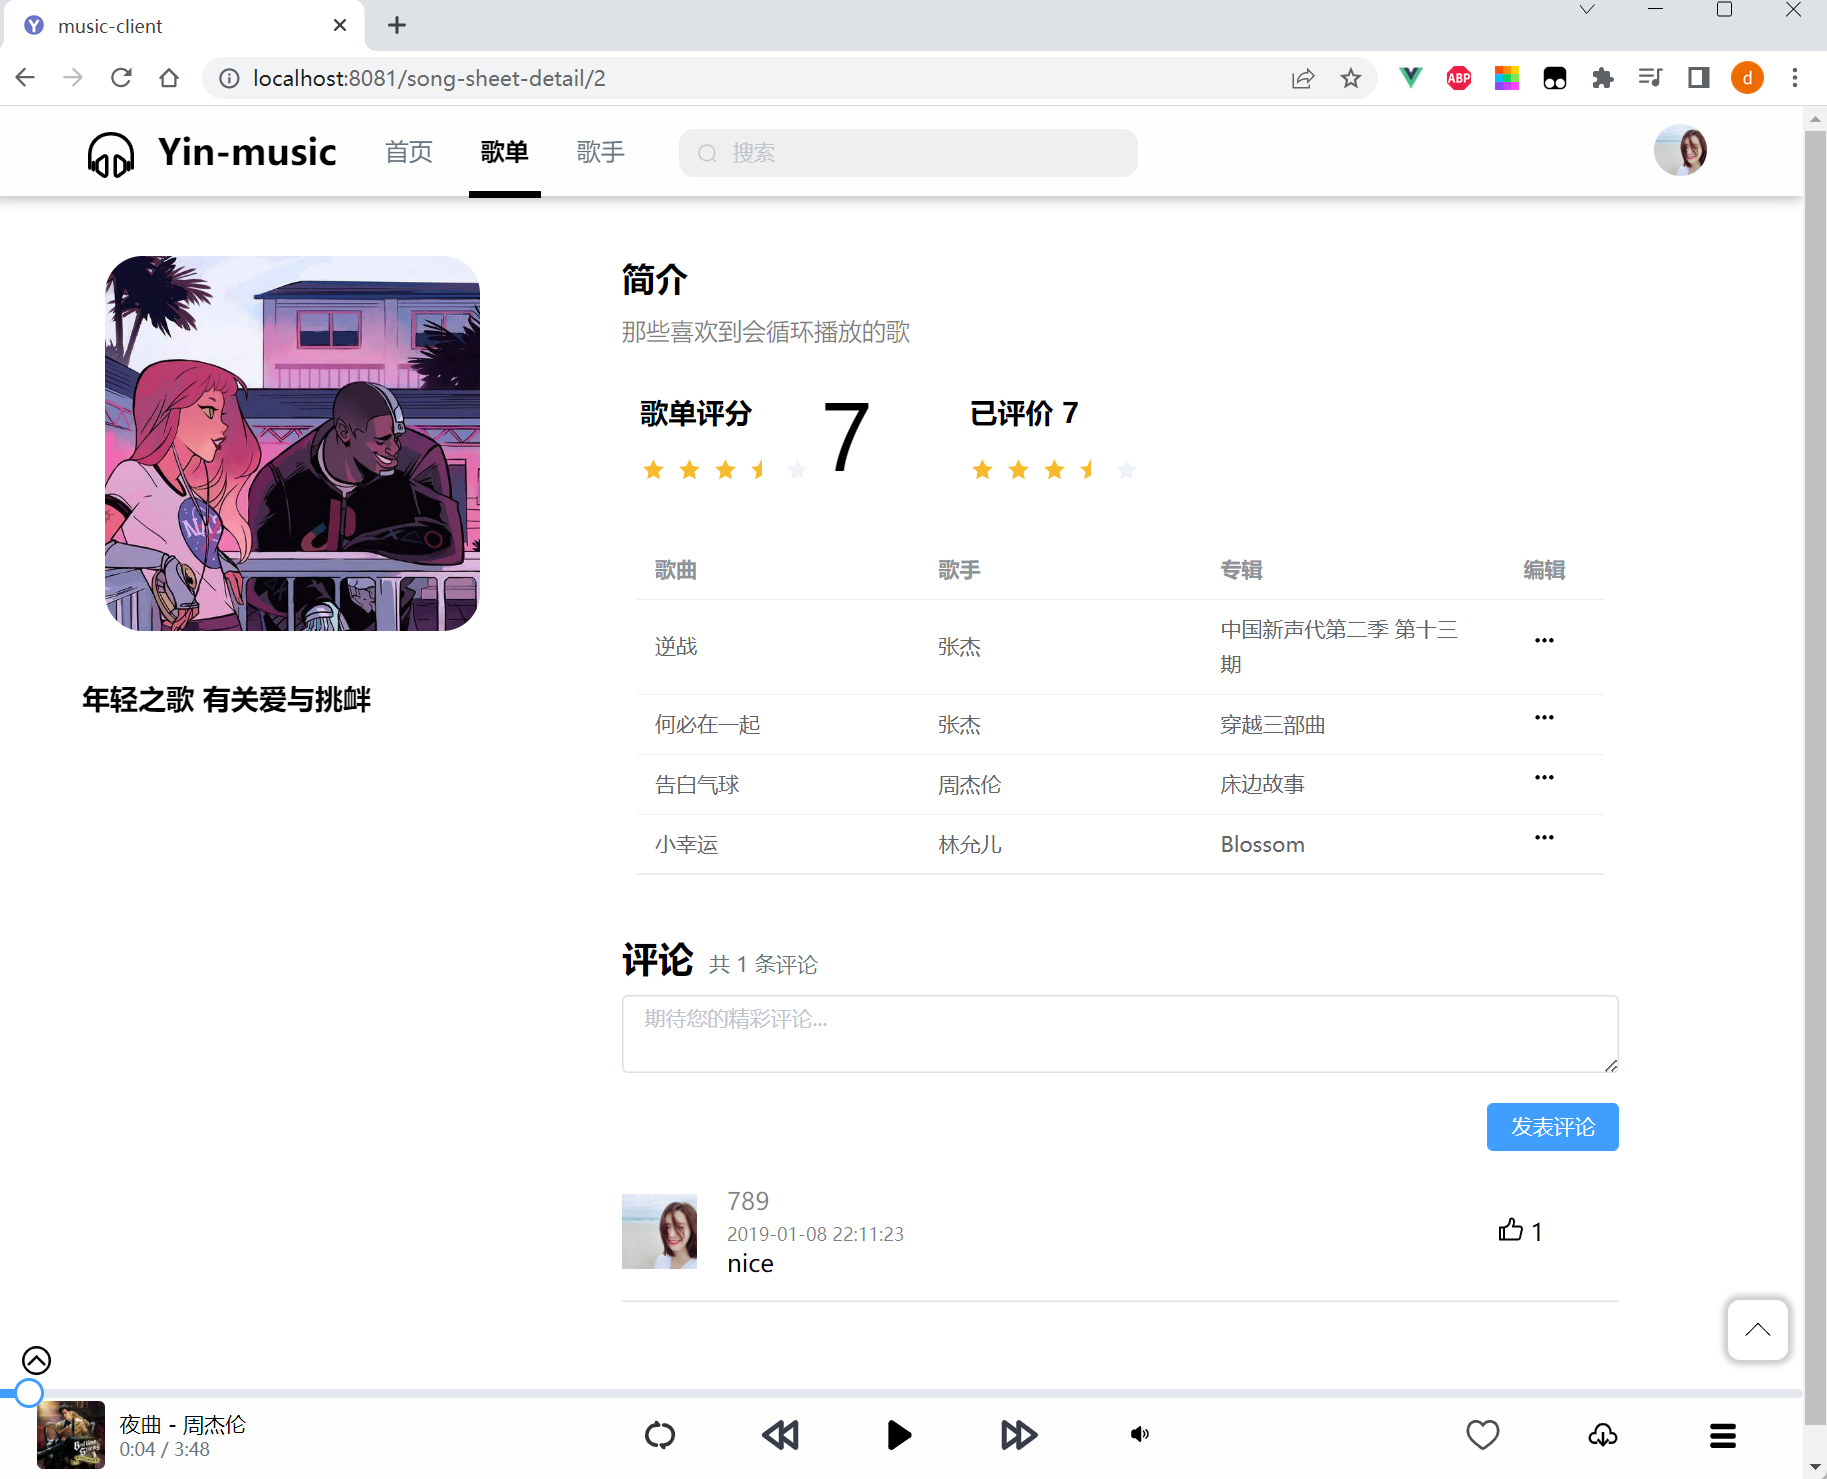 music-client
localhost:8081/song-sheet-detail/2
ABP
d
Yin-music 首页 歌单 歌手 搜索
简介
那些喜欢到会循环播放的歌
歌单评分 7 已评价 7
年轻之歌 有关爱与挑衅
歌曲 歌手 专辑 编辑
逆战 张杰 中国新声代第二季 第十三
期
何必在一起 张杰 穿越三部曲
告白气球 周杰伦 床边故事
小幸运 林允儿 Blossom
评论 共 1 条评论
期待您的精彩评论...
发表评论
789
2019-01-08 22:11:23
nice
1
夜曲 - 周杰伦
0:04 / 3:48